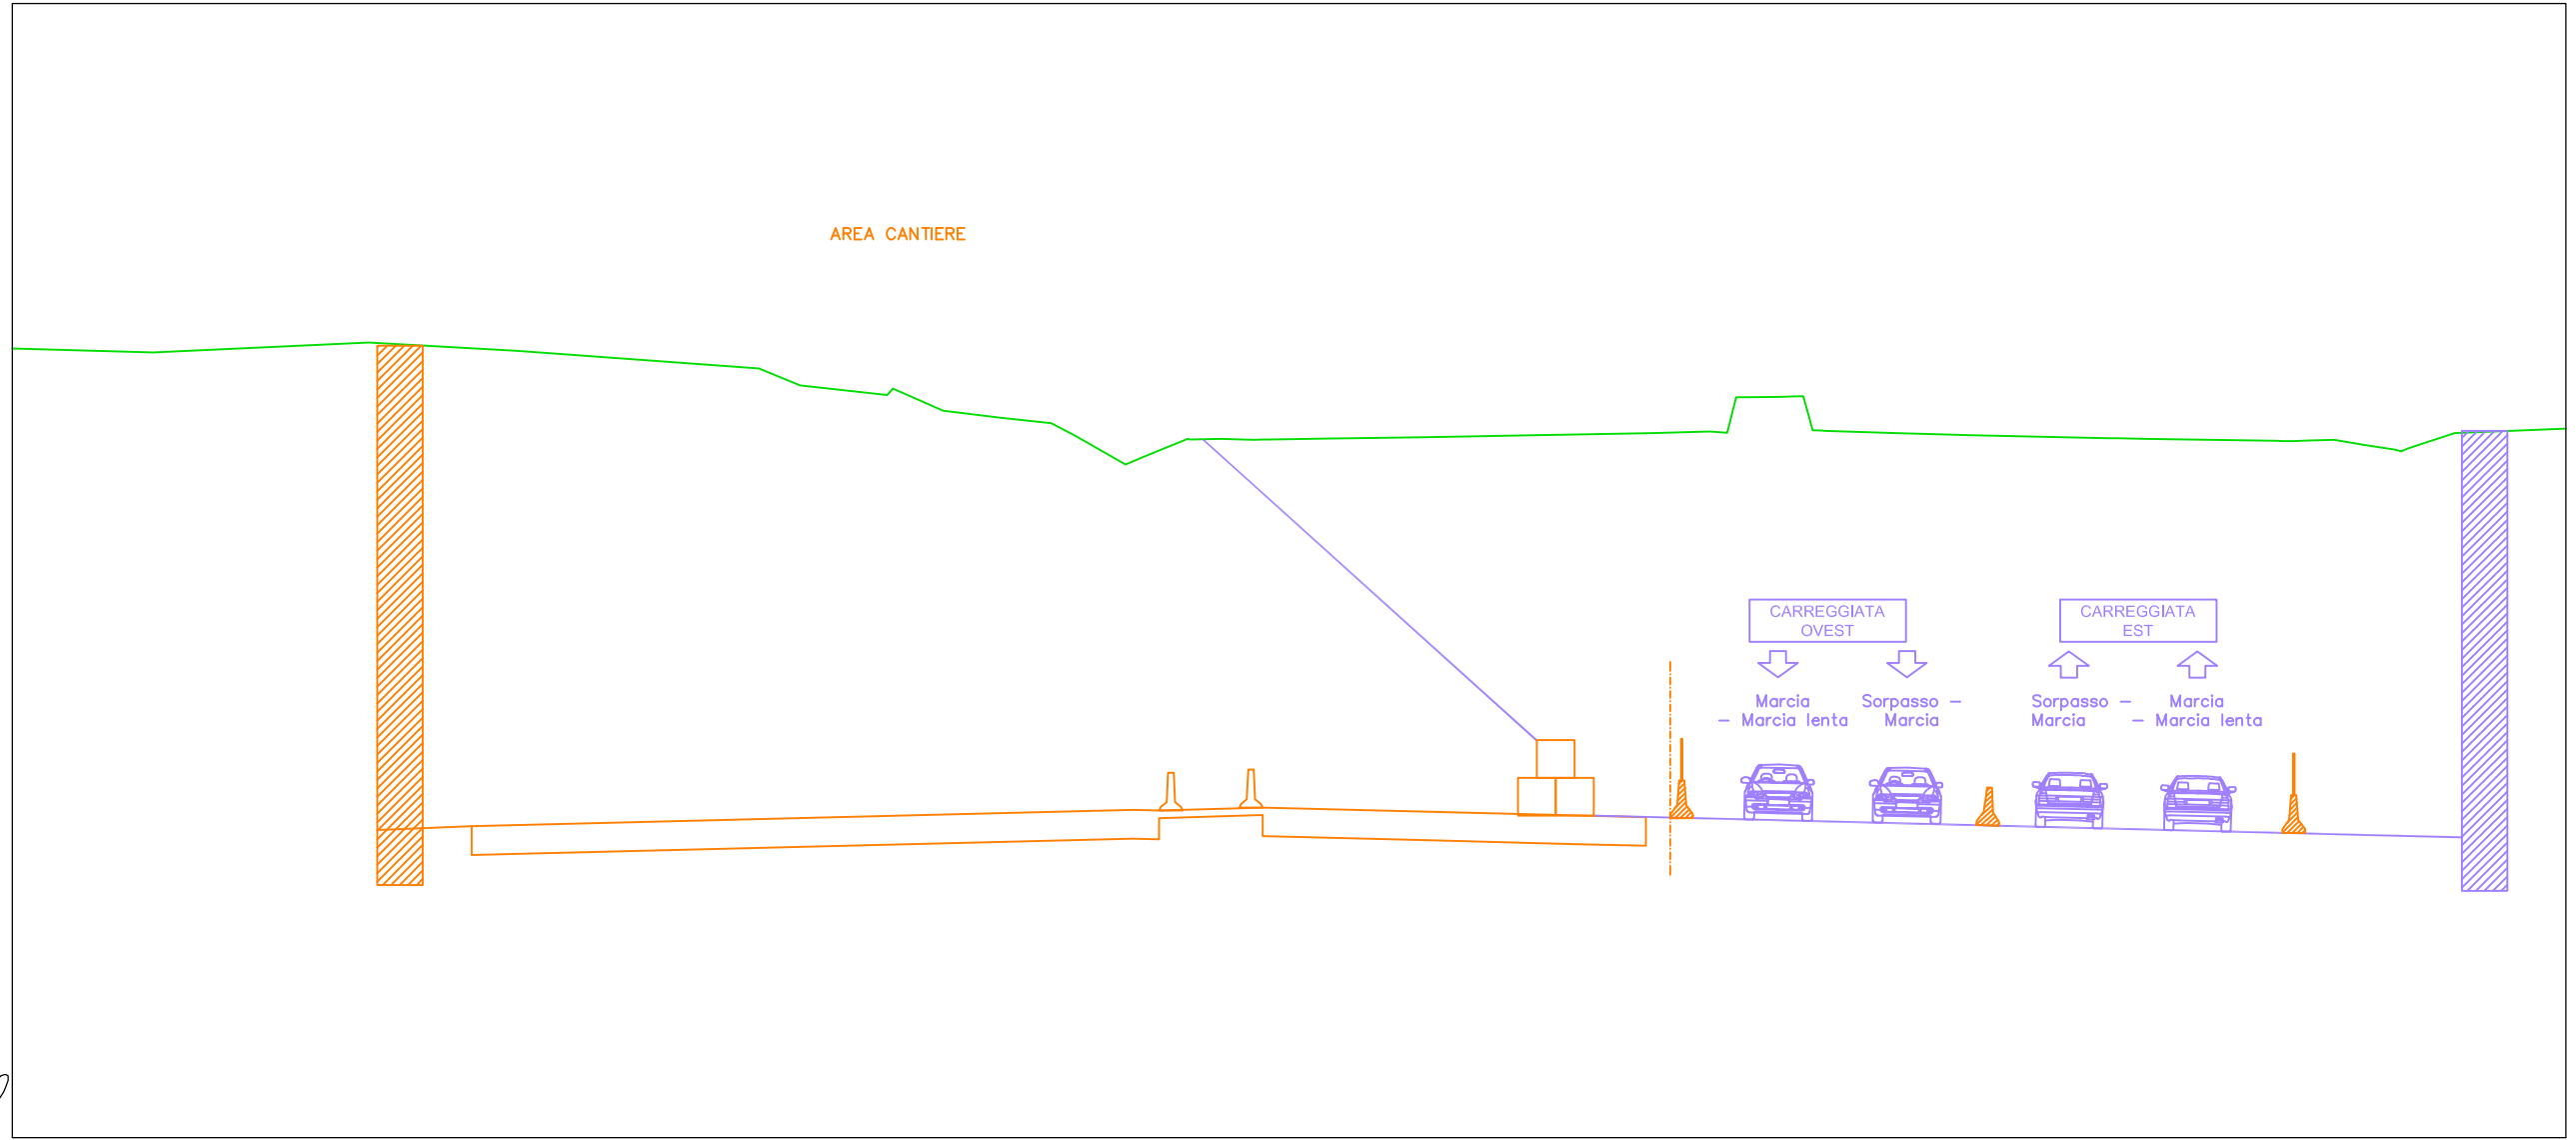 AREA CANTIERE
CARREGGIATA
OVEST
CARREGGIATA
EST
Marcia
– Marcia lenta
Sorpasso –
Marcia
Sorpasso –
Marcia
Marcia
– Marcia lenta